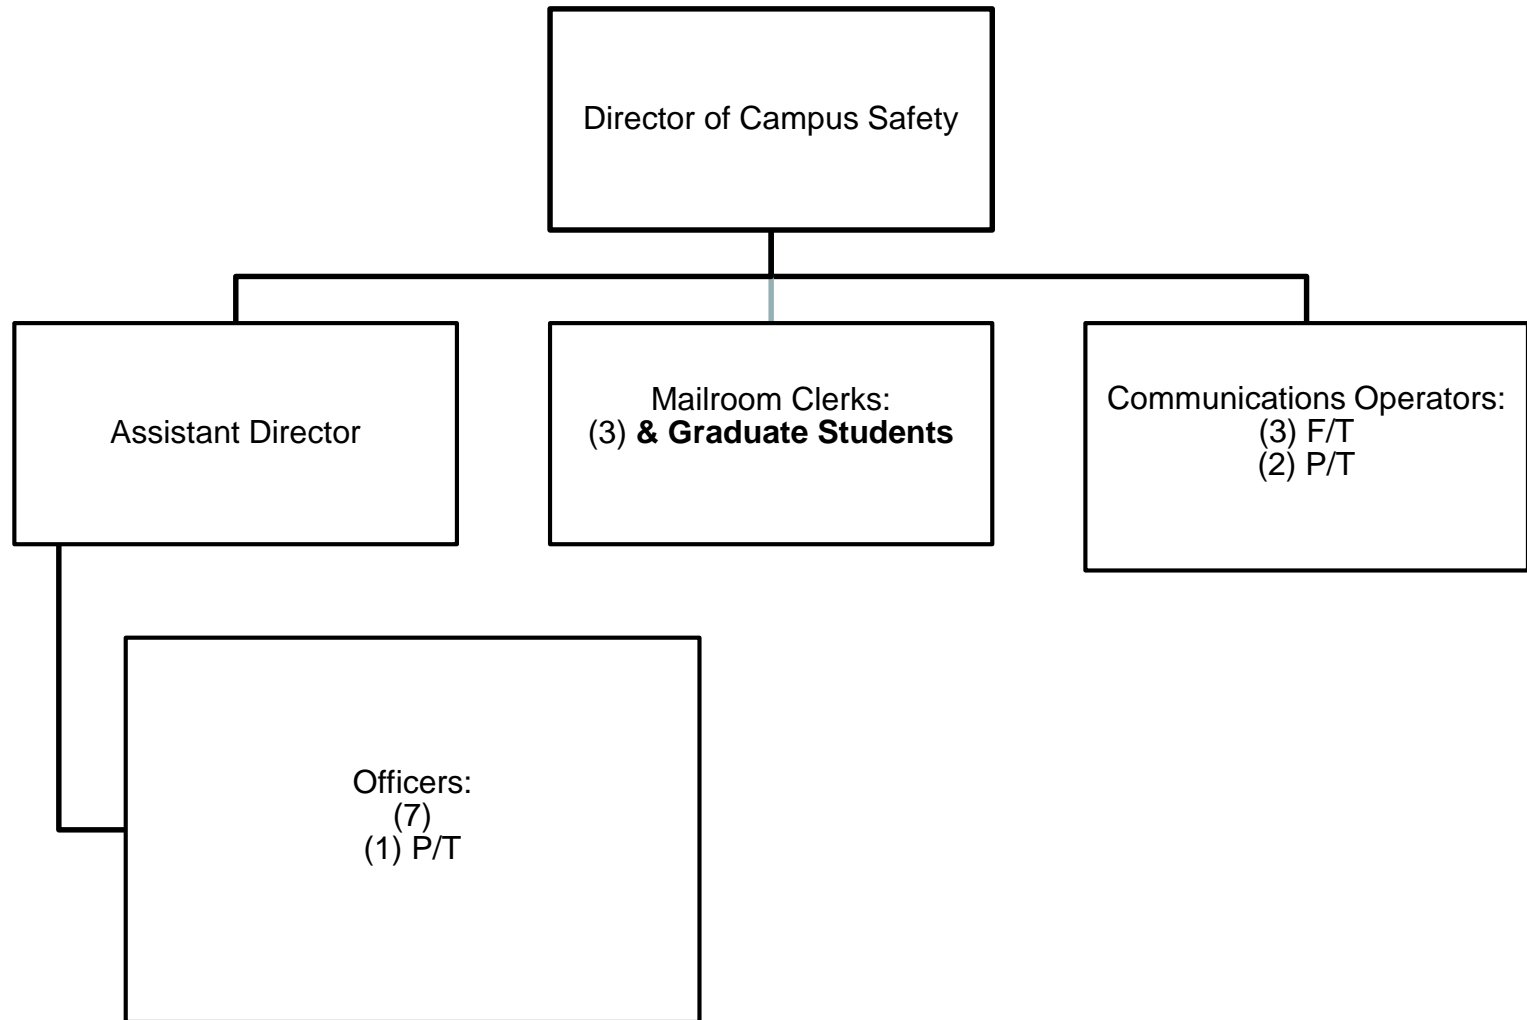 Director of Campus Safety
Assistant Director
Mailroom Clerks:
(3) & Graduate Students
Communications Operators:
(3) F/T
(2) P/T
Officers:
(7)
(1) P/T